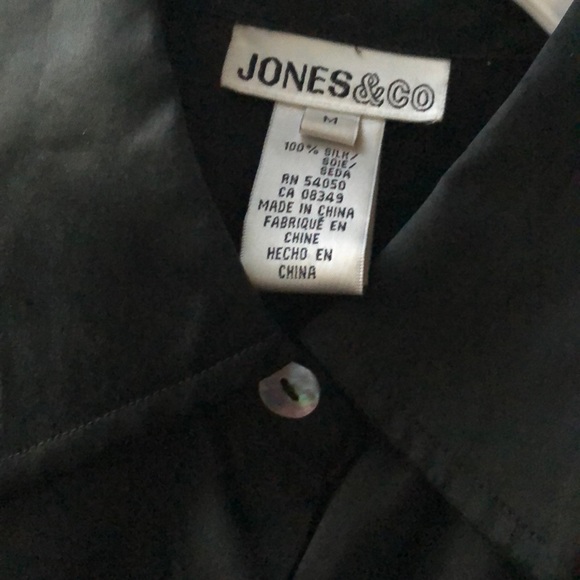 JONES&CO
M
100% SILK/
SOIE/
SEDA
RN 54050
CA 08349
MADE IN CHINA
FABRIQUÉ EN
CHINE
HECHO EN
CHINA